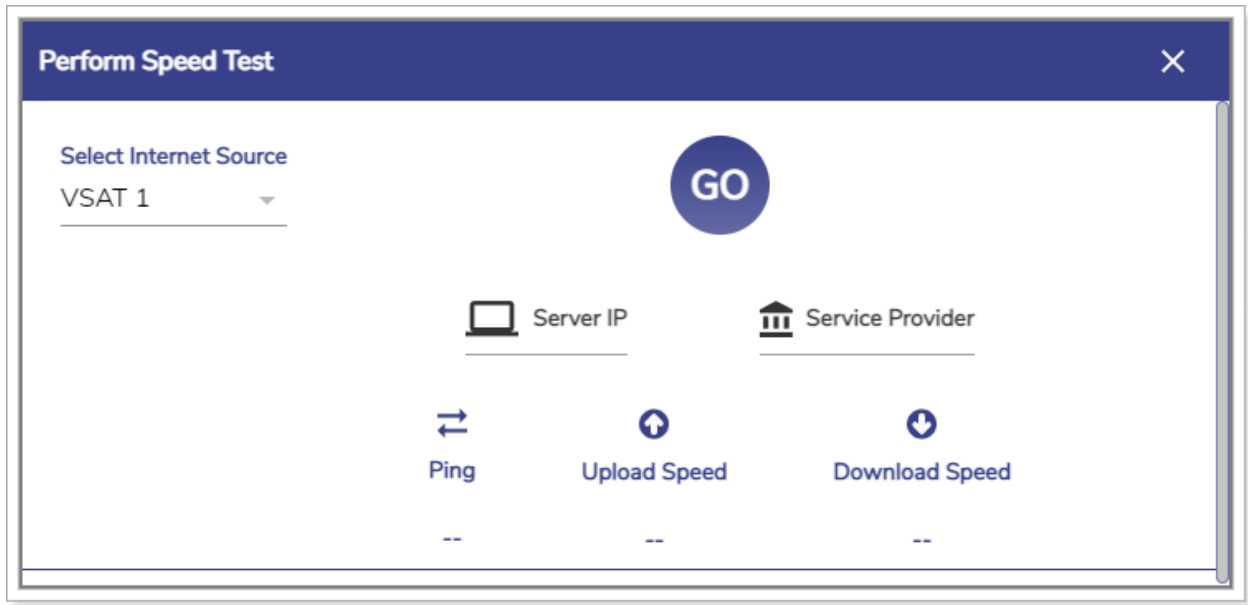 Perform Speed Test
Select Internet Source
VSAT 1
GO
Server IP
Service Provider
Ping
Upload Speed
Download Speed
-- -- --